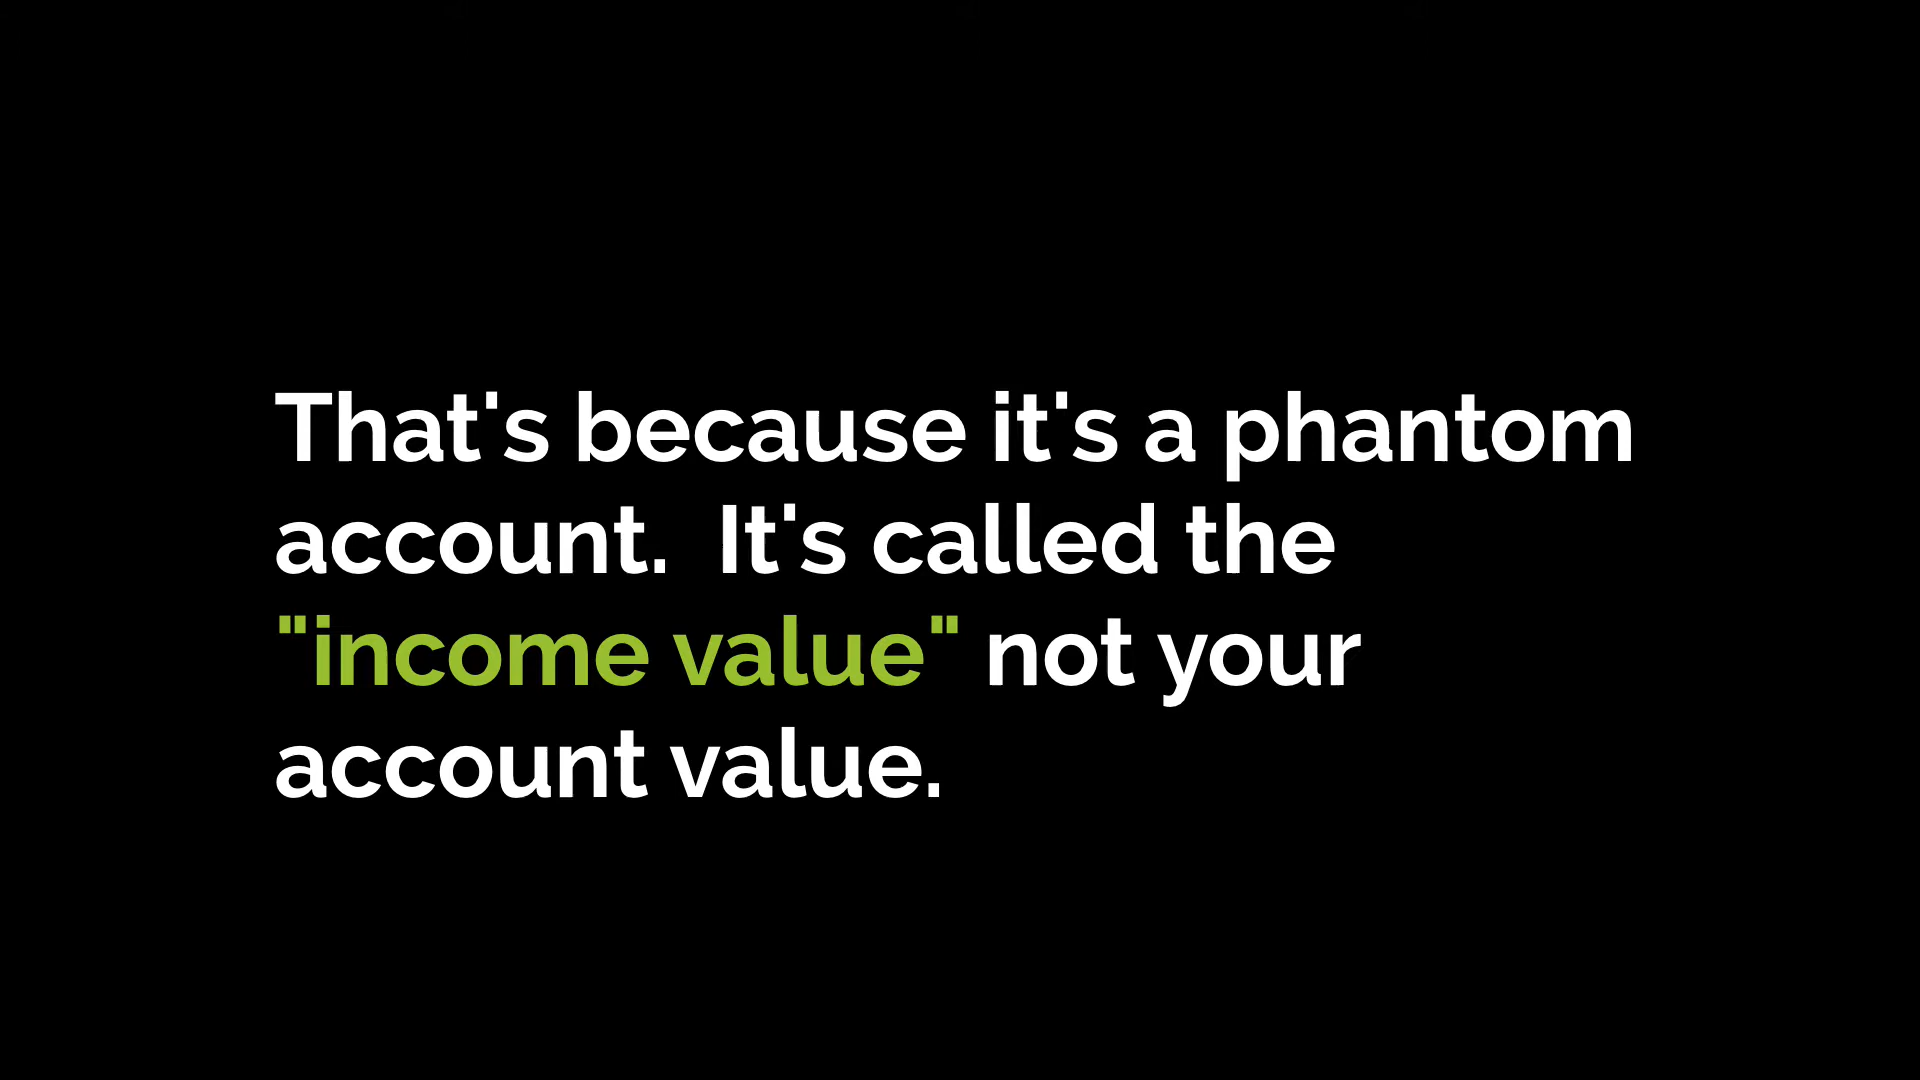 That's because it's a phantom
account.  It's called the
"income value" not your
account value.